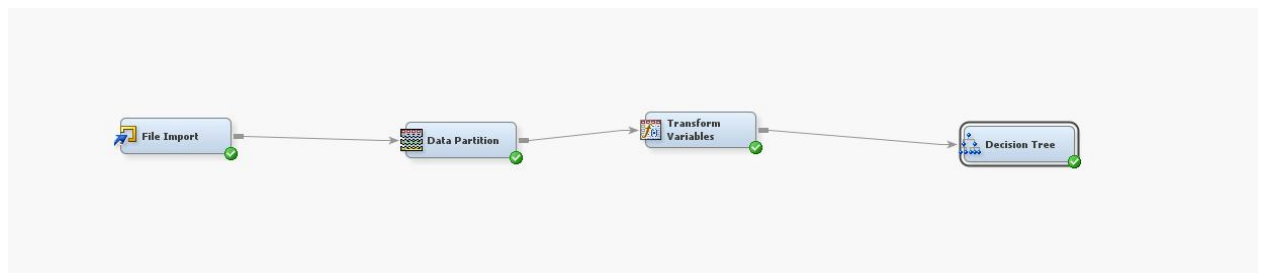 File Import
Data Partition
Transform
Variables
Decision Tree